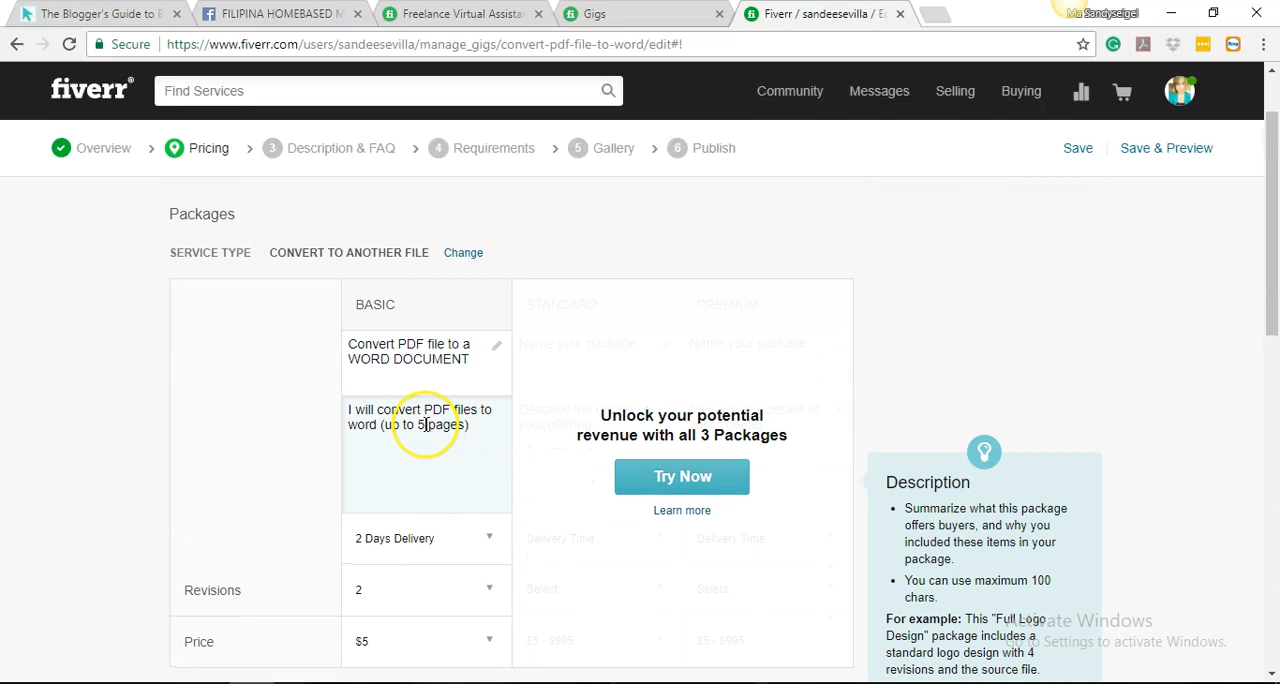 The Blogger's Guide to B
FILIPINA HOMEBASED M
Freelance Virtual Assista
Gigs
Fiverr / sandeesevilla / Ec
Ma Sandyseigel
Secure
https://www.fiverr.com/users/sandeesevilla/manage_gigs/convert-pdf-file-to-word/edit#!
fiverr®
Find Services
Community
Messages
Selling
Buying
Overview
Pricing
3 Description & FAQ
4 Requirements
5 Gallery
6 Publish
Save
Save & Preview
Packages
SERVICE TYPE CONVERT TO ANOTHER FILE Change
BASIC
STANDARD
PREMIUM
Convert PDF file to a
WORD DOCUMENT
Name your package
Name your package
I will convert PDF files to
word (up to 5 pages)
Unlock your potential
revenue with all 3 Packages
Try Now
Learn more
2 Days Delivery
Delivery Time
Delivery Time
Revisions
2
Select
Select
Price
$5
$5 - $995
$5 - $995
Description
• Summarize what this package
offers buyers, and why you
included these items in your
package.
• You can use maximum 100
chars.
For example: This "Full Logo
Design" package includes a
standard logo design with 4
revisions and the source file.
Activate Windows
Go to Settings to activate Windows.